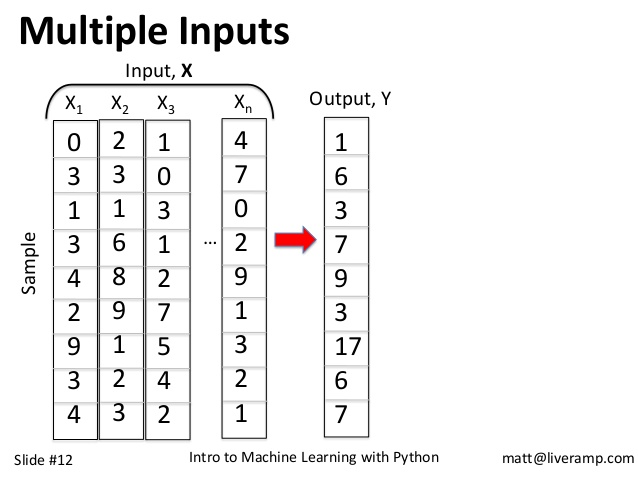 Multiple Inputs
Input, X
X1 X2 X3 Xn Output, Y
0 2 1 4 1
3 3 0 7 6
1 1 3 0 3
3 6 1 ... 2 7
4 8 2 9 9
2 9 7 1 3
9 1 5 3 17
3 2 4 2 6
4 3 2 1 7
Sample
Slide #12 Intro to Machine Learning with Python matt@liveramp.com